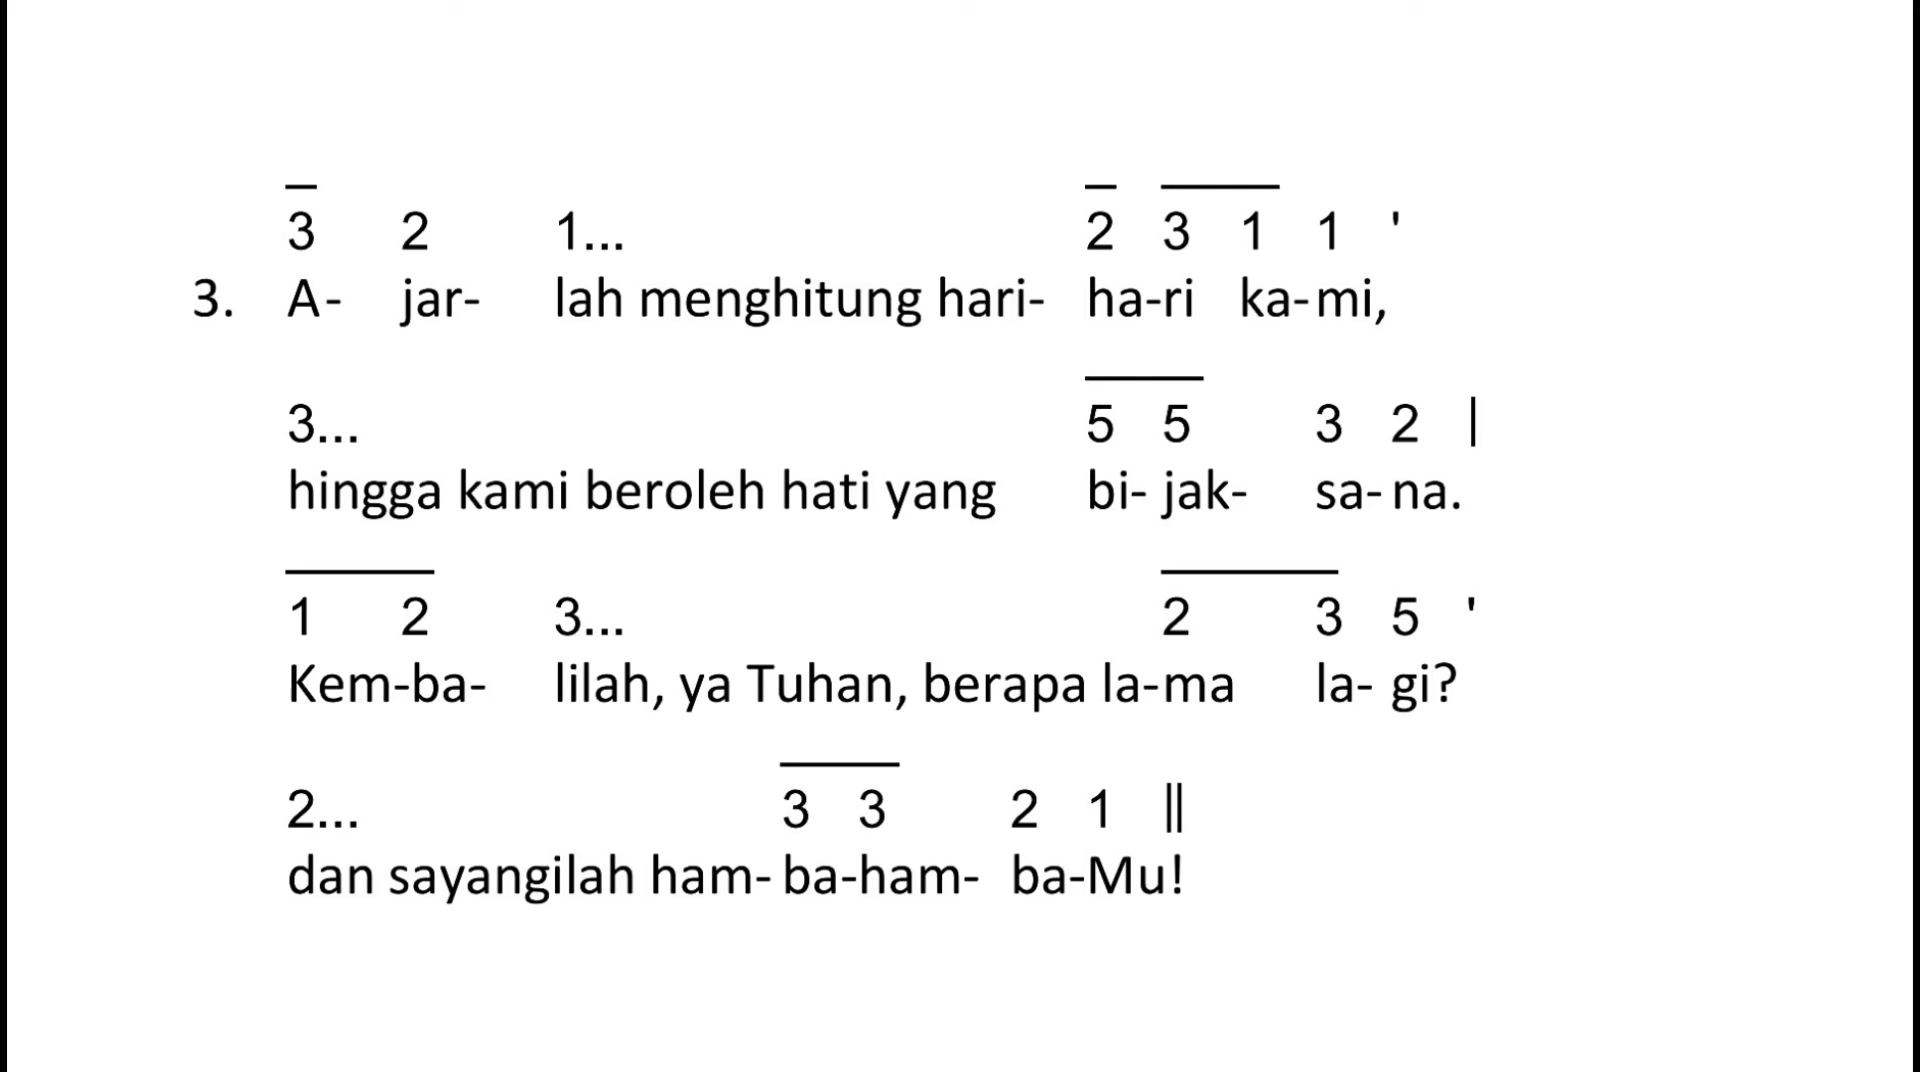 3 2 1... 2 3 1 1 '
3. A- jar- lah menghitung hari- ha-ri ka-mi,
3... 5 5 3 2 |
hingga kami beroleh hati yang bi- jak- sa- na.
1 2 3... 2 3 5 '
Kem-ba- lilah, ya Tuhan, berapa la-ma la- gi?
2... 3 3 2 1 ||
dan sayangilah ham- ba-ham- ba-Mu!